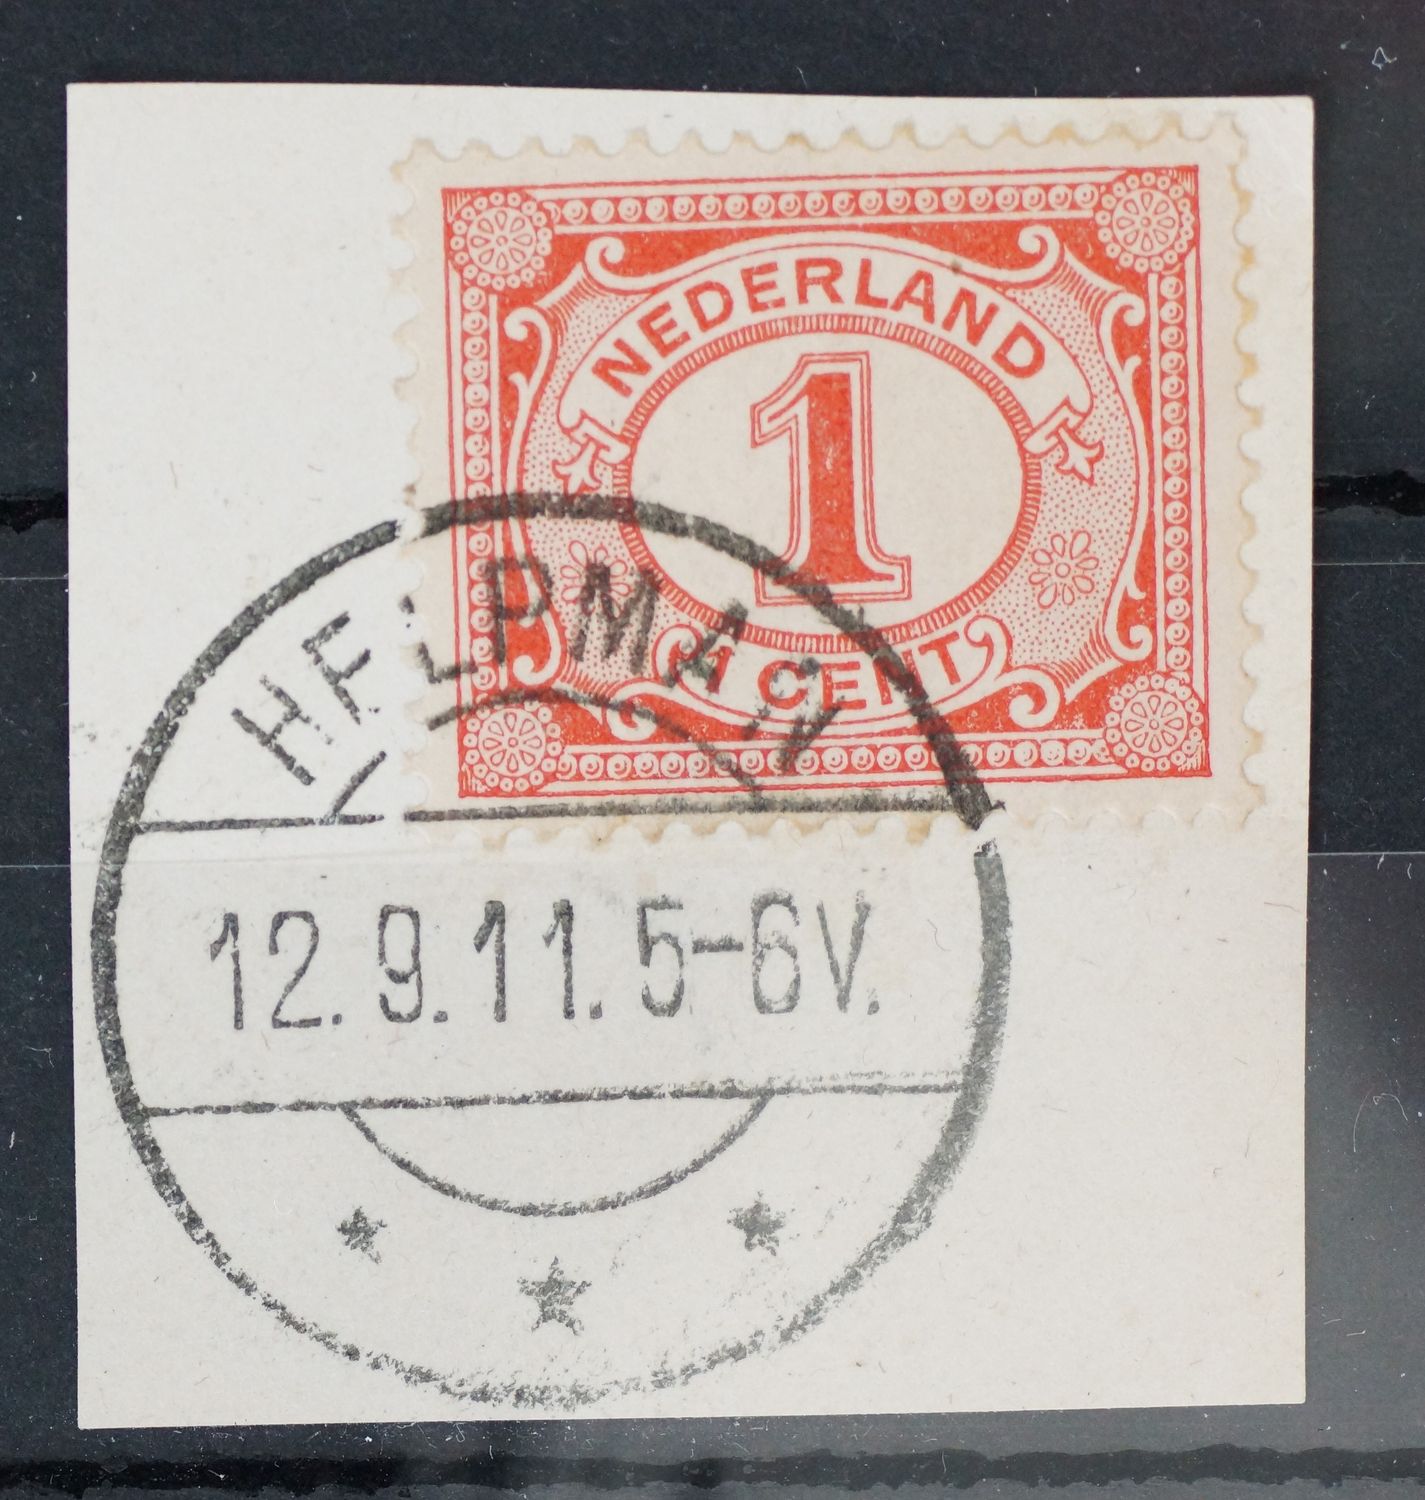 NEDERLAND
1
1 CENT
HELPMAN
12.9.11.5-6V.